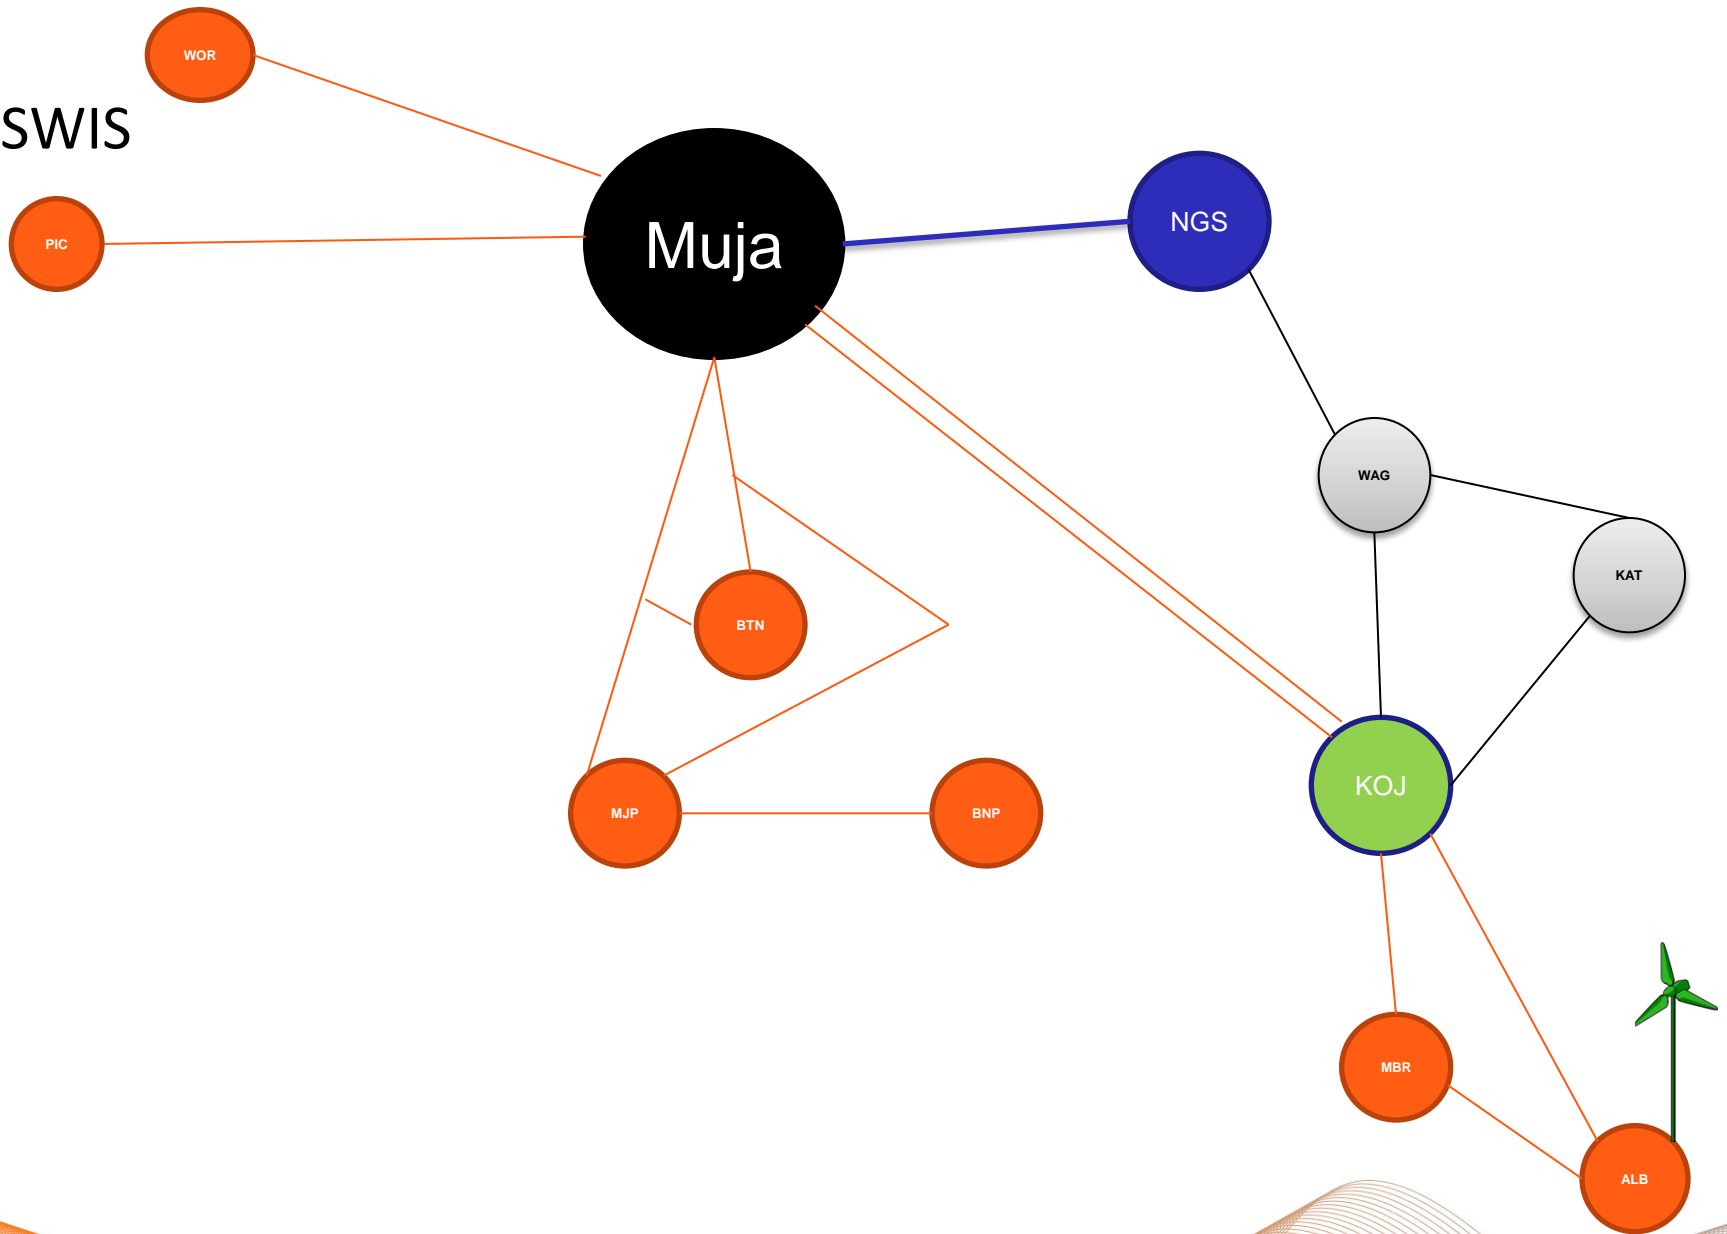 WOR
SWIS
PIC
Muja
NGS
WAG
KAT
BTN
KOJ
MJP
BNP
MBR
ALB